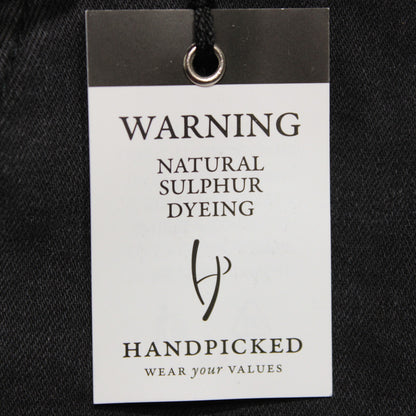 WARNING
NATURAL
SULPHUR
DYEING
HANDPICKED
WEAR your VALUES